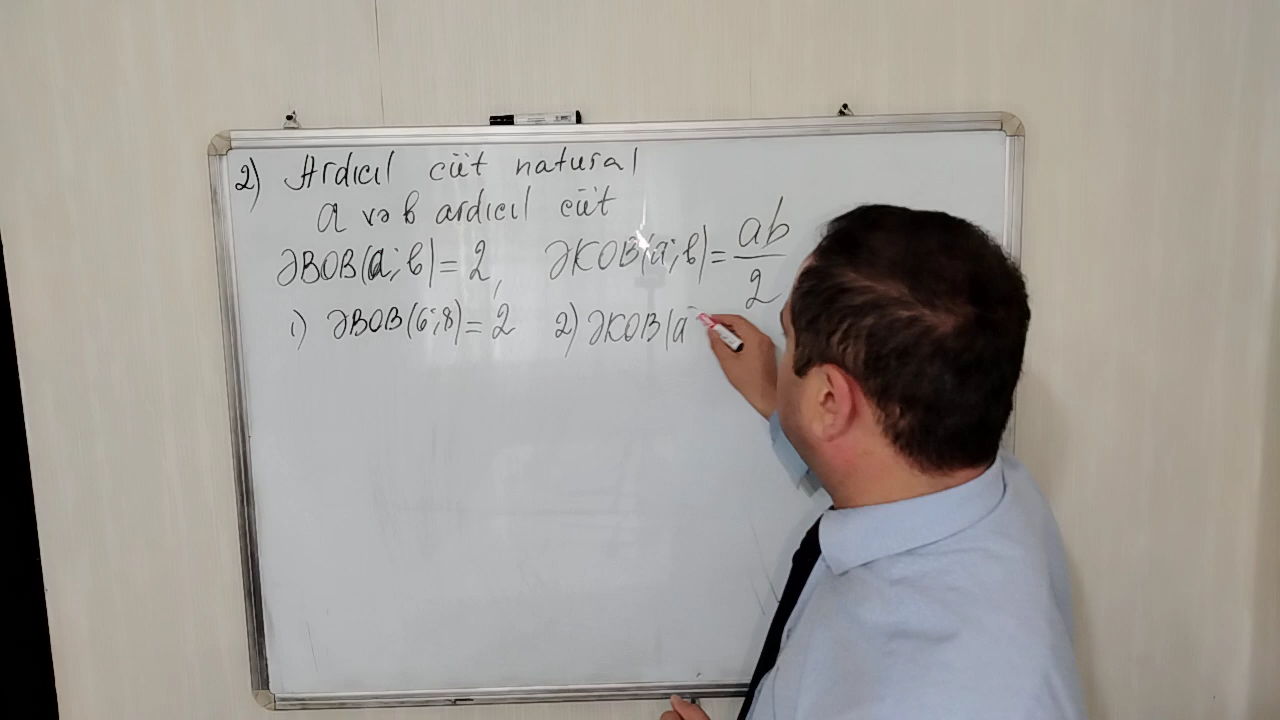 2) Ardıcıl cüt natural
a və b ardıcıl cüt
ƏBOB(a; b) = 2, ƏKOB(a; b) = ab/2
1) ƏBOB(6; 8) = 2 2) ƏKOB(a